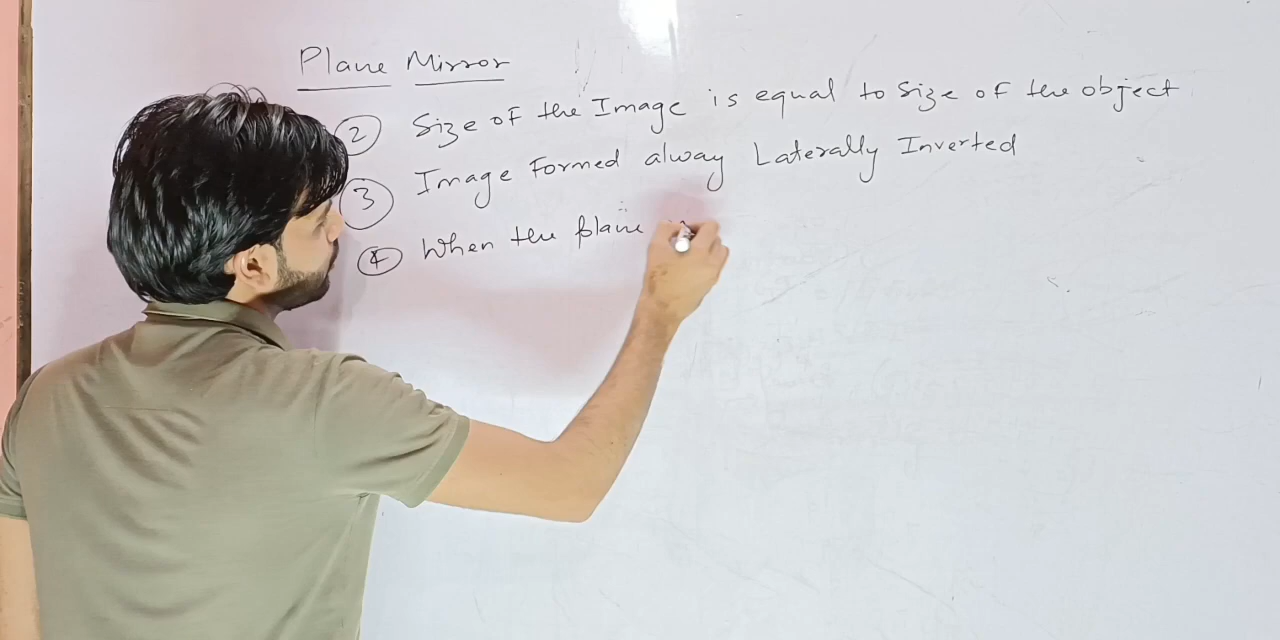 Plane Mirror
2 Size of the Image is equal to size of the object
3 Image Formed alway Laterally Inverted
4 When the plane